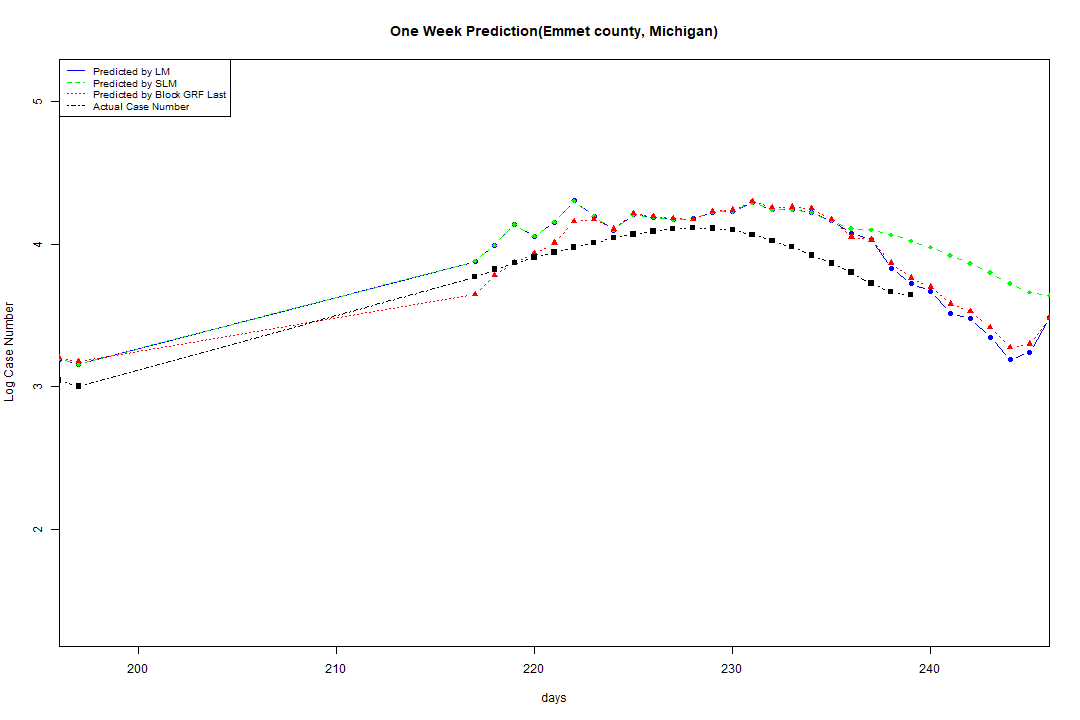 One Week Prediction(Emmet county, Michigan)
Predicted by LM
Predicted by SLM
Predicted by Block GRF Last
Actual Case Number
5
4
3
2
Log Case Number
200
210
220
230
240
days